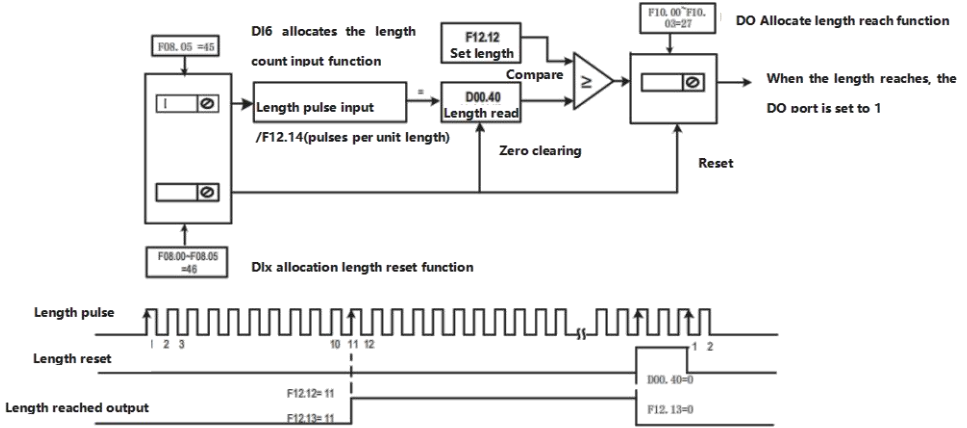 F10.00~F10.
03=27
DO Allocate length reach function
F08.05 =45
DI6 allocates the length
count input function
F12.12
Set length
Compare
≥
When the length reaches, the
DO port is set to 1
Length pulse input
=
D00.40
Length read
/F12.14(pulses per unit length)
Zero clearing
Reset
F08.00~F08.05
=46
DIx allocation length reset function
Length pulse
1 2 3
10 11 12
1 2
Length reset
D00.40=0
F12.12= 11
Length reached output
F12.13= 11
F12.13=0